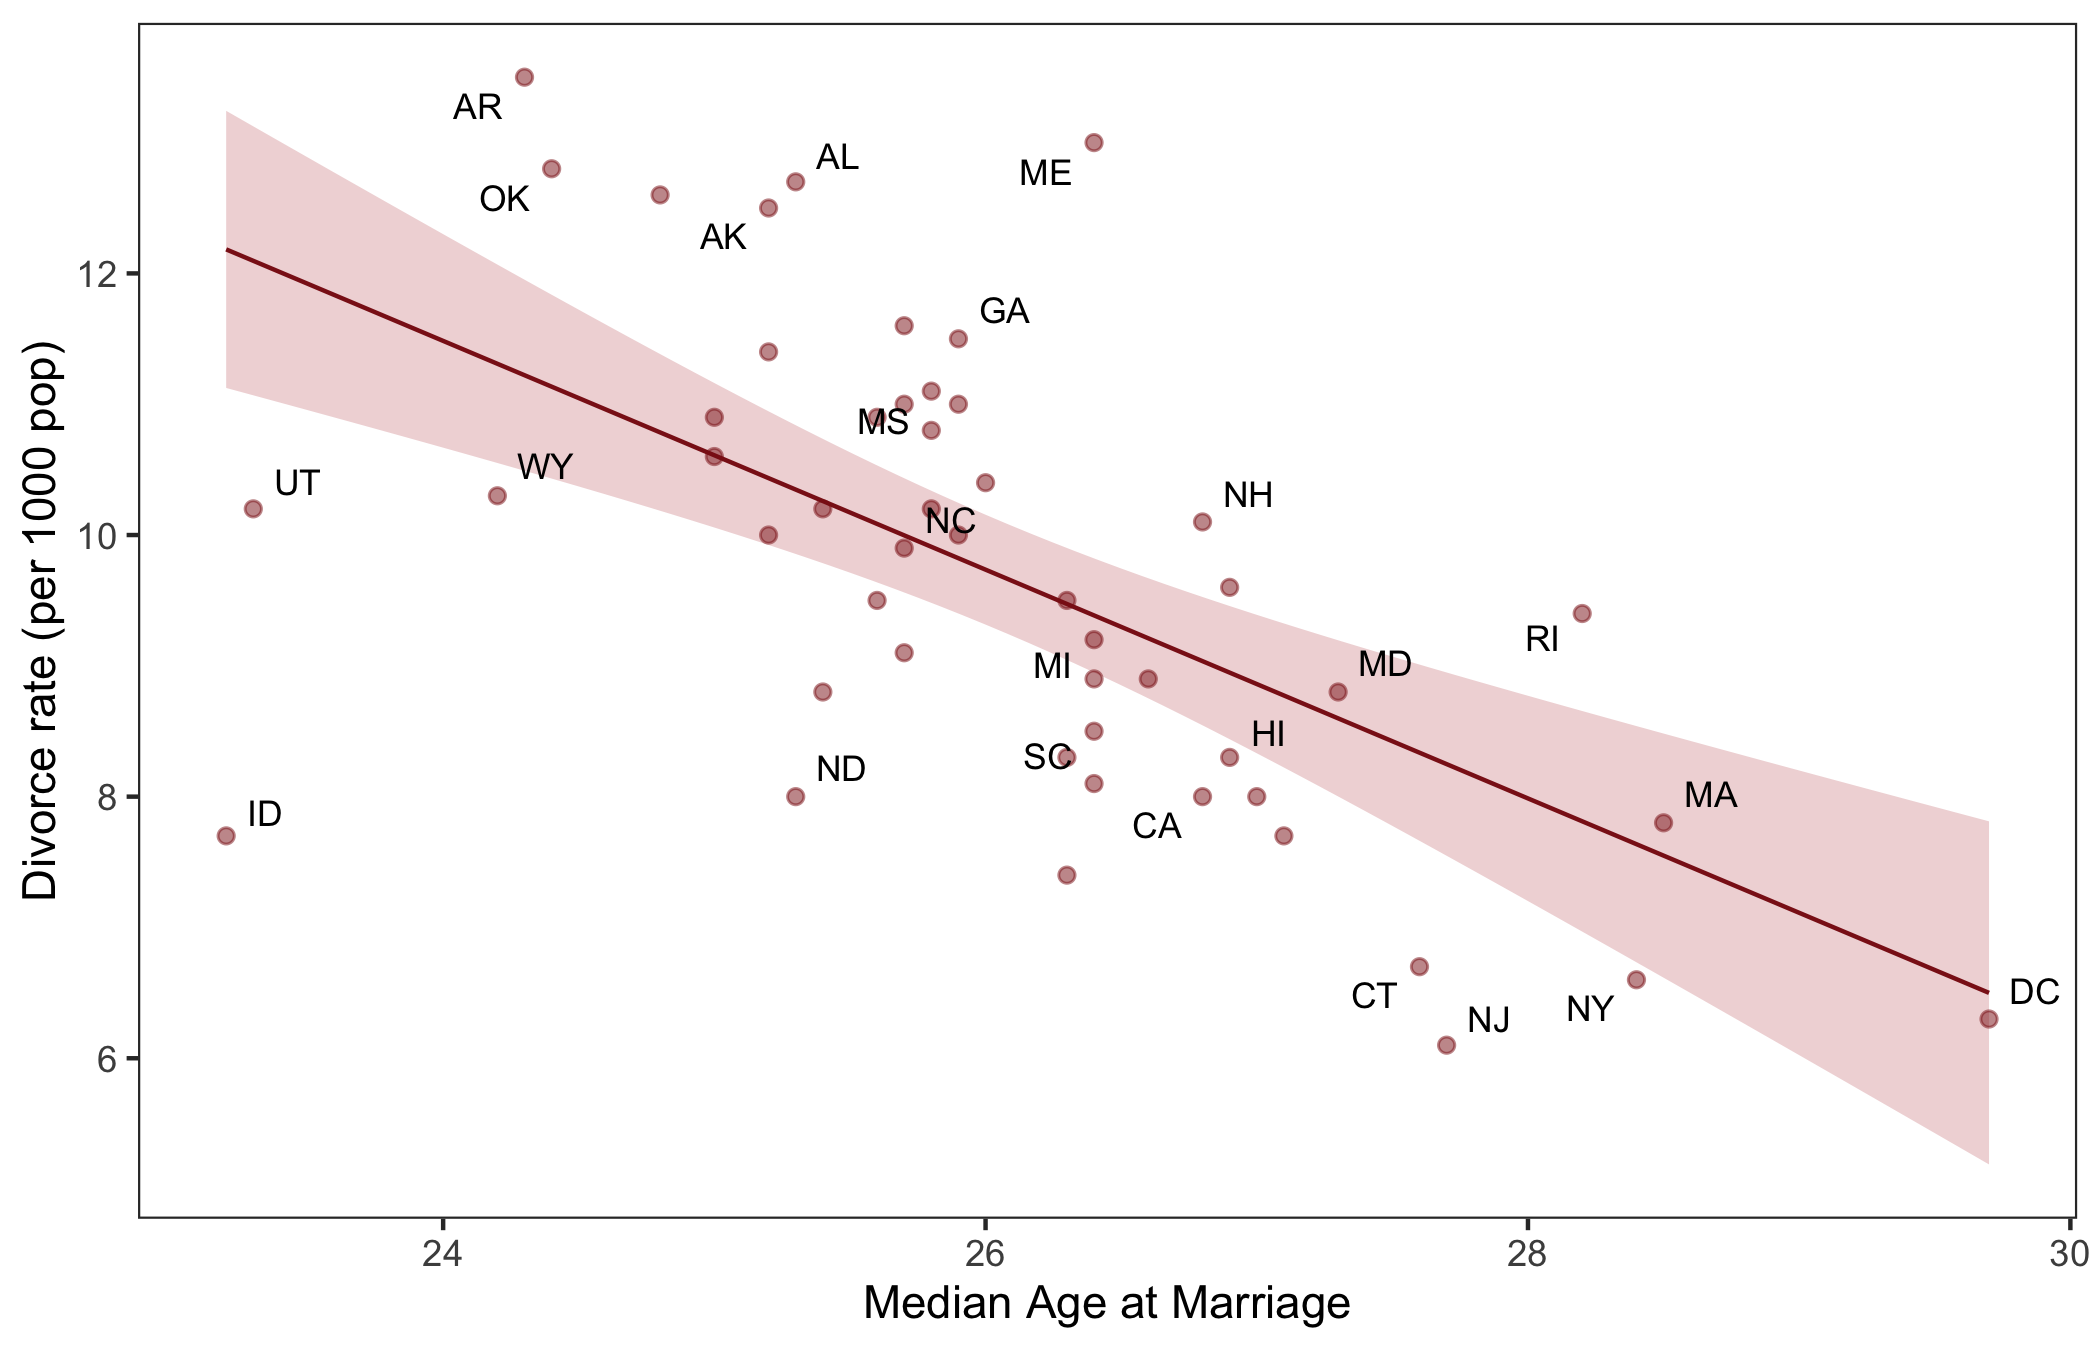 AR
AL
ME
OK
AK
GA
MS
UT
WY
NH
NC
RI
MI
MD
HI
SC
ND
MA
ID
CA
CT
NJ
NY
DC
12
10
8
6
24 26 28 30
Median Age at Marriage
Divorce rate (per 1000 pop)